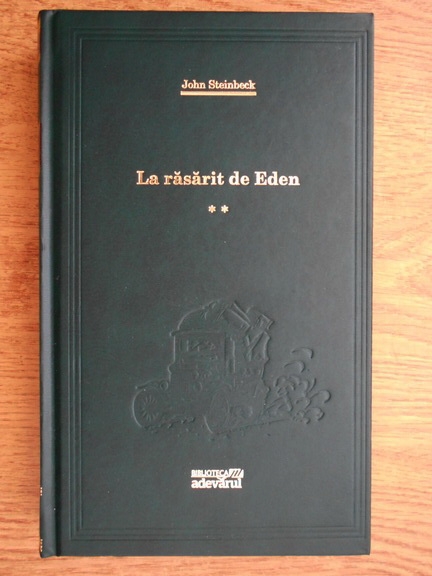 John Steinbeck
La răsărit de Eden
**
BIBLIOTECA
adevărul